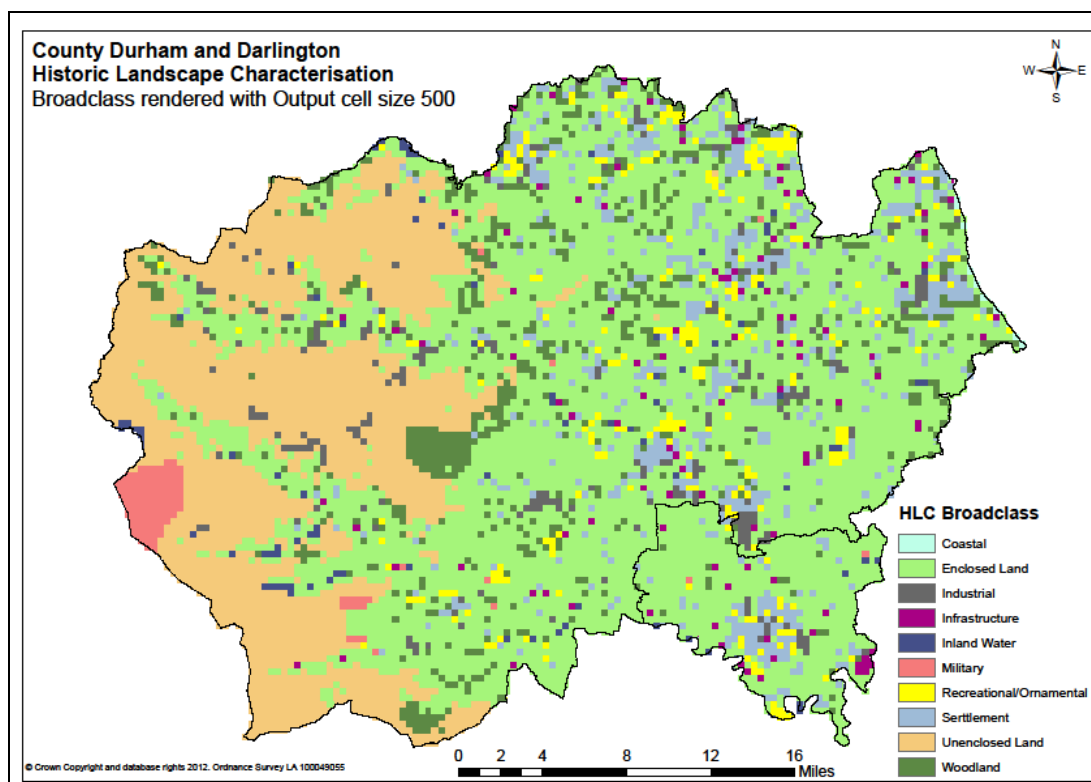 County Durham and Darlington
Historic Landscape Characterisation
Broadclass rendered with Output cell size 500
N
W E
S
HLC Broadclass
Coastal
Enclosed Land
Industrial
Infrastructure
Inland Water
Military
Recreational/Ornamental
Serttlement
Unenclosed Land
Woodland
0 2 4 8 12 16
Miles
© Crown Copyright and database rights 2012. Ordnance Survey LA 100049055